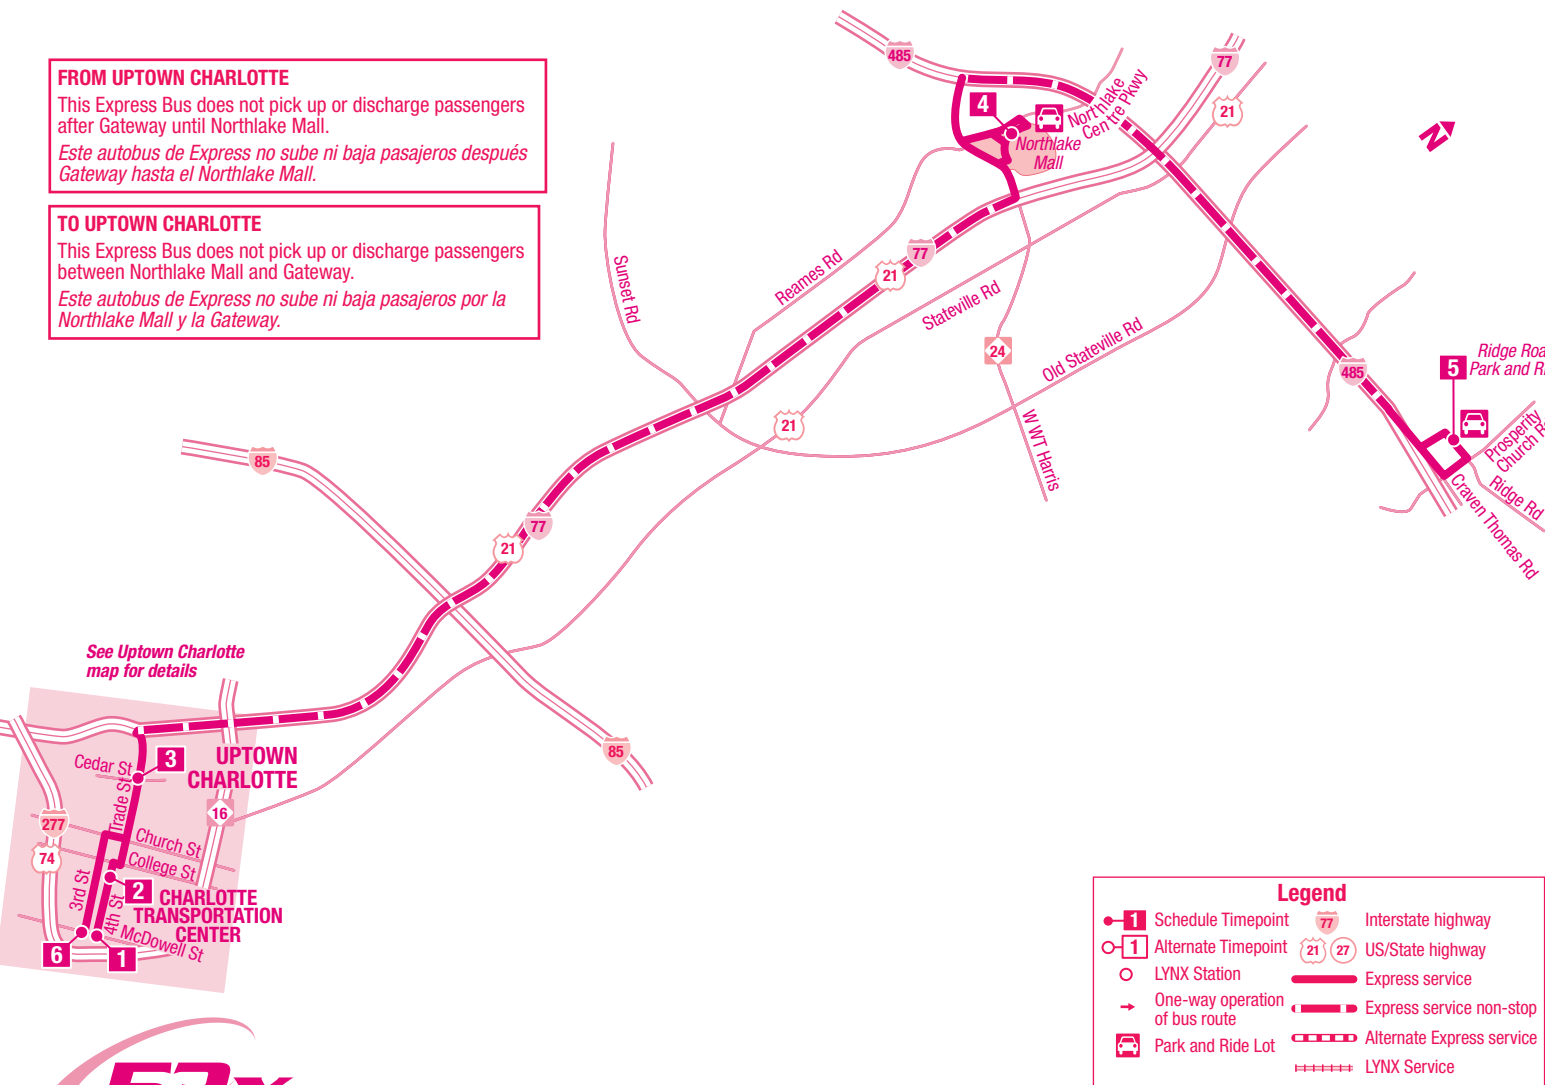 FROM UPTOWN CHARLOTTE
This Express Bus does not pick up or discharge passengers
after Gateway until Northlake Mall.
Este autobus de Express no sube ni baja pasajeros después
Gateway hasta el Northlake Mall.
TO UPTOWN CHARLOTTE
This Express Bus does not pick up or discharge passengers
between Northlake Mall and Gateway.
Este autobus de Express no sube ni baja pasajeros por la
Northlake Mall y la Gateway.
485
77
21
4
Northlake
Centre Pkwy
Northlake
Mall
N
Sunset Rd
Reames Rd
77
21
Stateville Rd
24
Old Stateville Rd
W WT Harris
21
485
5
Ridge Roa
Park and R
Prosperity
Church R
Ridge Rd
Craven Thomas Rd
85
77
21
85
See Uptown Charlotte
map for details
3
UPTOWN
CHARLOTTE
Cedar St
Trade St
16
277
74
Church St
College St
3rd St
4th St
2
CHARLOTTE
TRANSPORTATION
CENTER
McDowell St
6
1
Legend
1 Schedule Timepoint
1 Alternate Timepoint
LYNX Station
One-way operation
of bus route
Park and Ride Lot
77 Interstate highway
21 27 US/State highway
Express service
Express service non-stop
Alternate Express service
LYNX Service